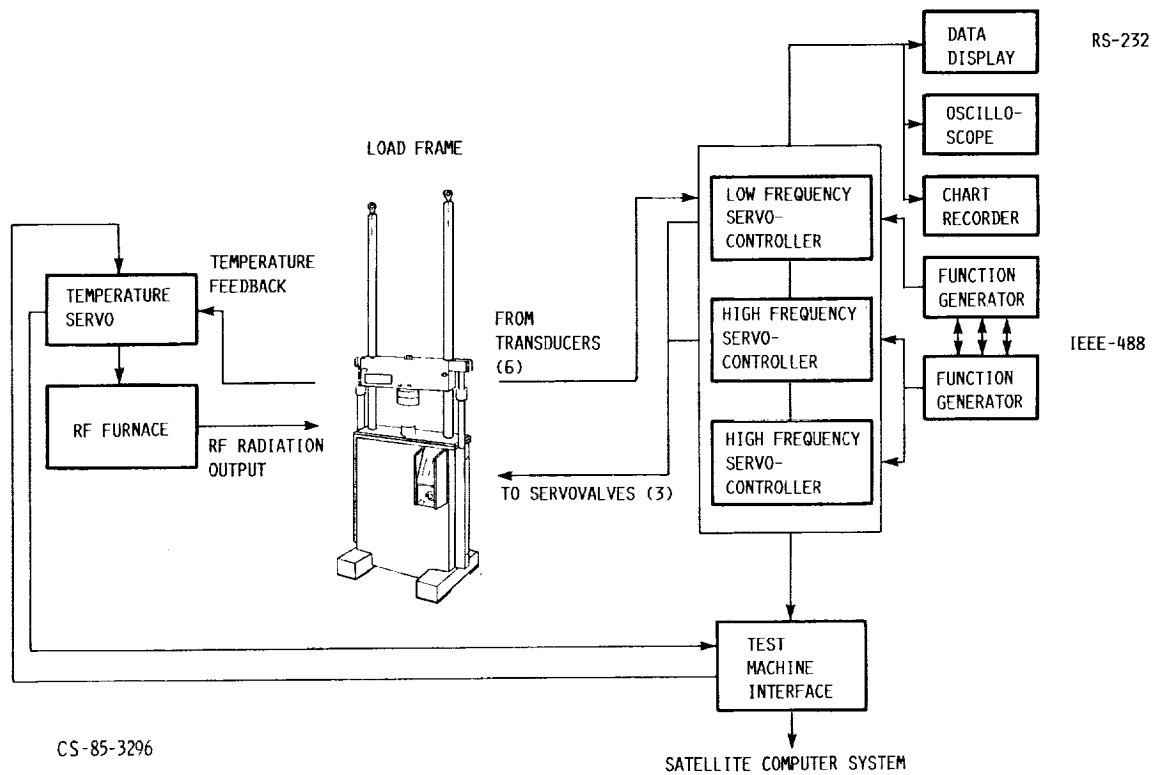 DATA
DISPLAY
RS-232
OSCILLO-
SCOPE
LOAD FRAME
LOW FREQUENCY
SERVO-
CONTROLLER
CHART
RECORDER
TEMPERATURE
FEEDBACK
TEMPERATURE
SERVO
FUNCTION
GENERATOR
FROM
TRANSDUCERS
(6)
HIGH FREQUENCY
SERVO-
CONTROLLER
IEEE-488
FUNCTION
GENERATOR
RF FURNACE
RF RADIATION
OUTPUT
HIGH FREQUENCY
SERVO-
CONTROLLER
TO SERVOVALVES (3)
TEST
MACHINE
INTERFACE
CS-85-3296
SATELLITE COMPUTER SYSTEM